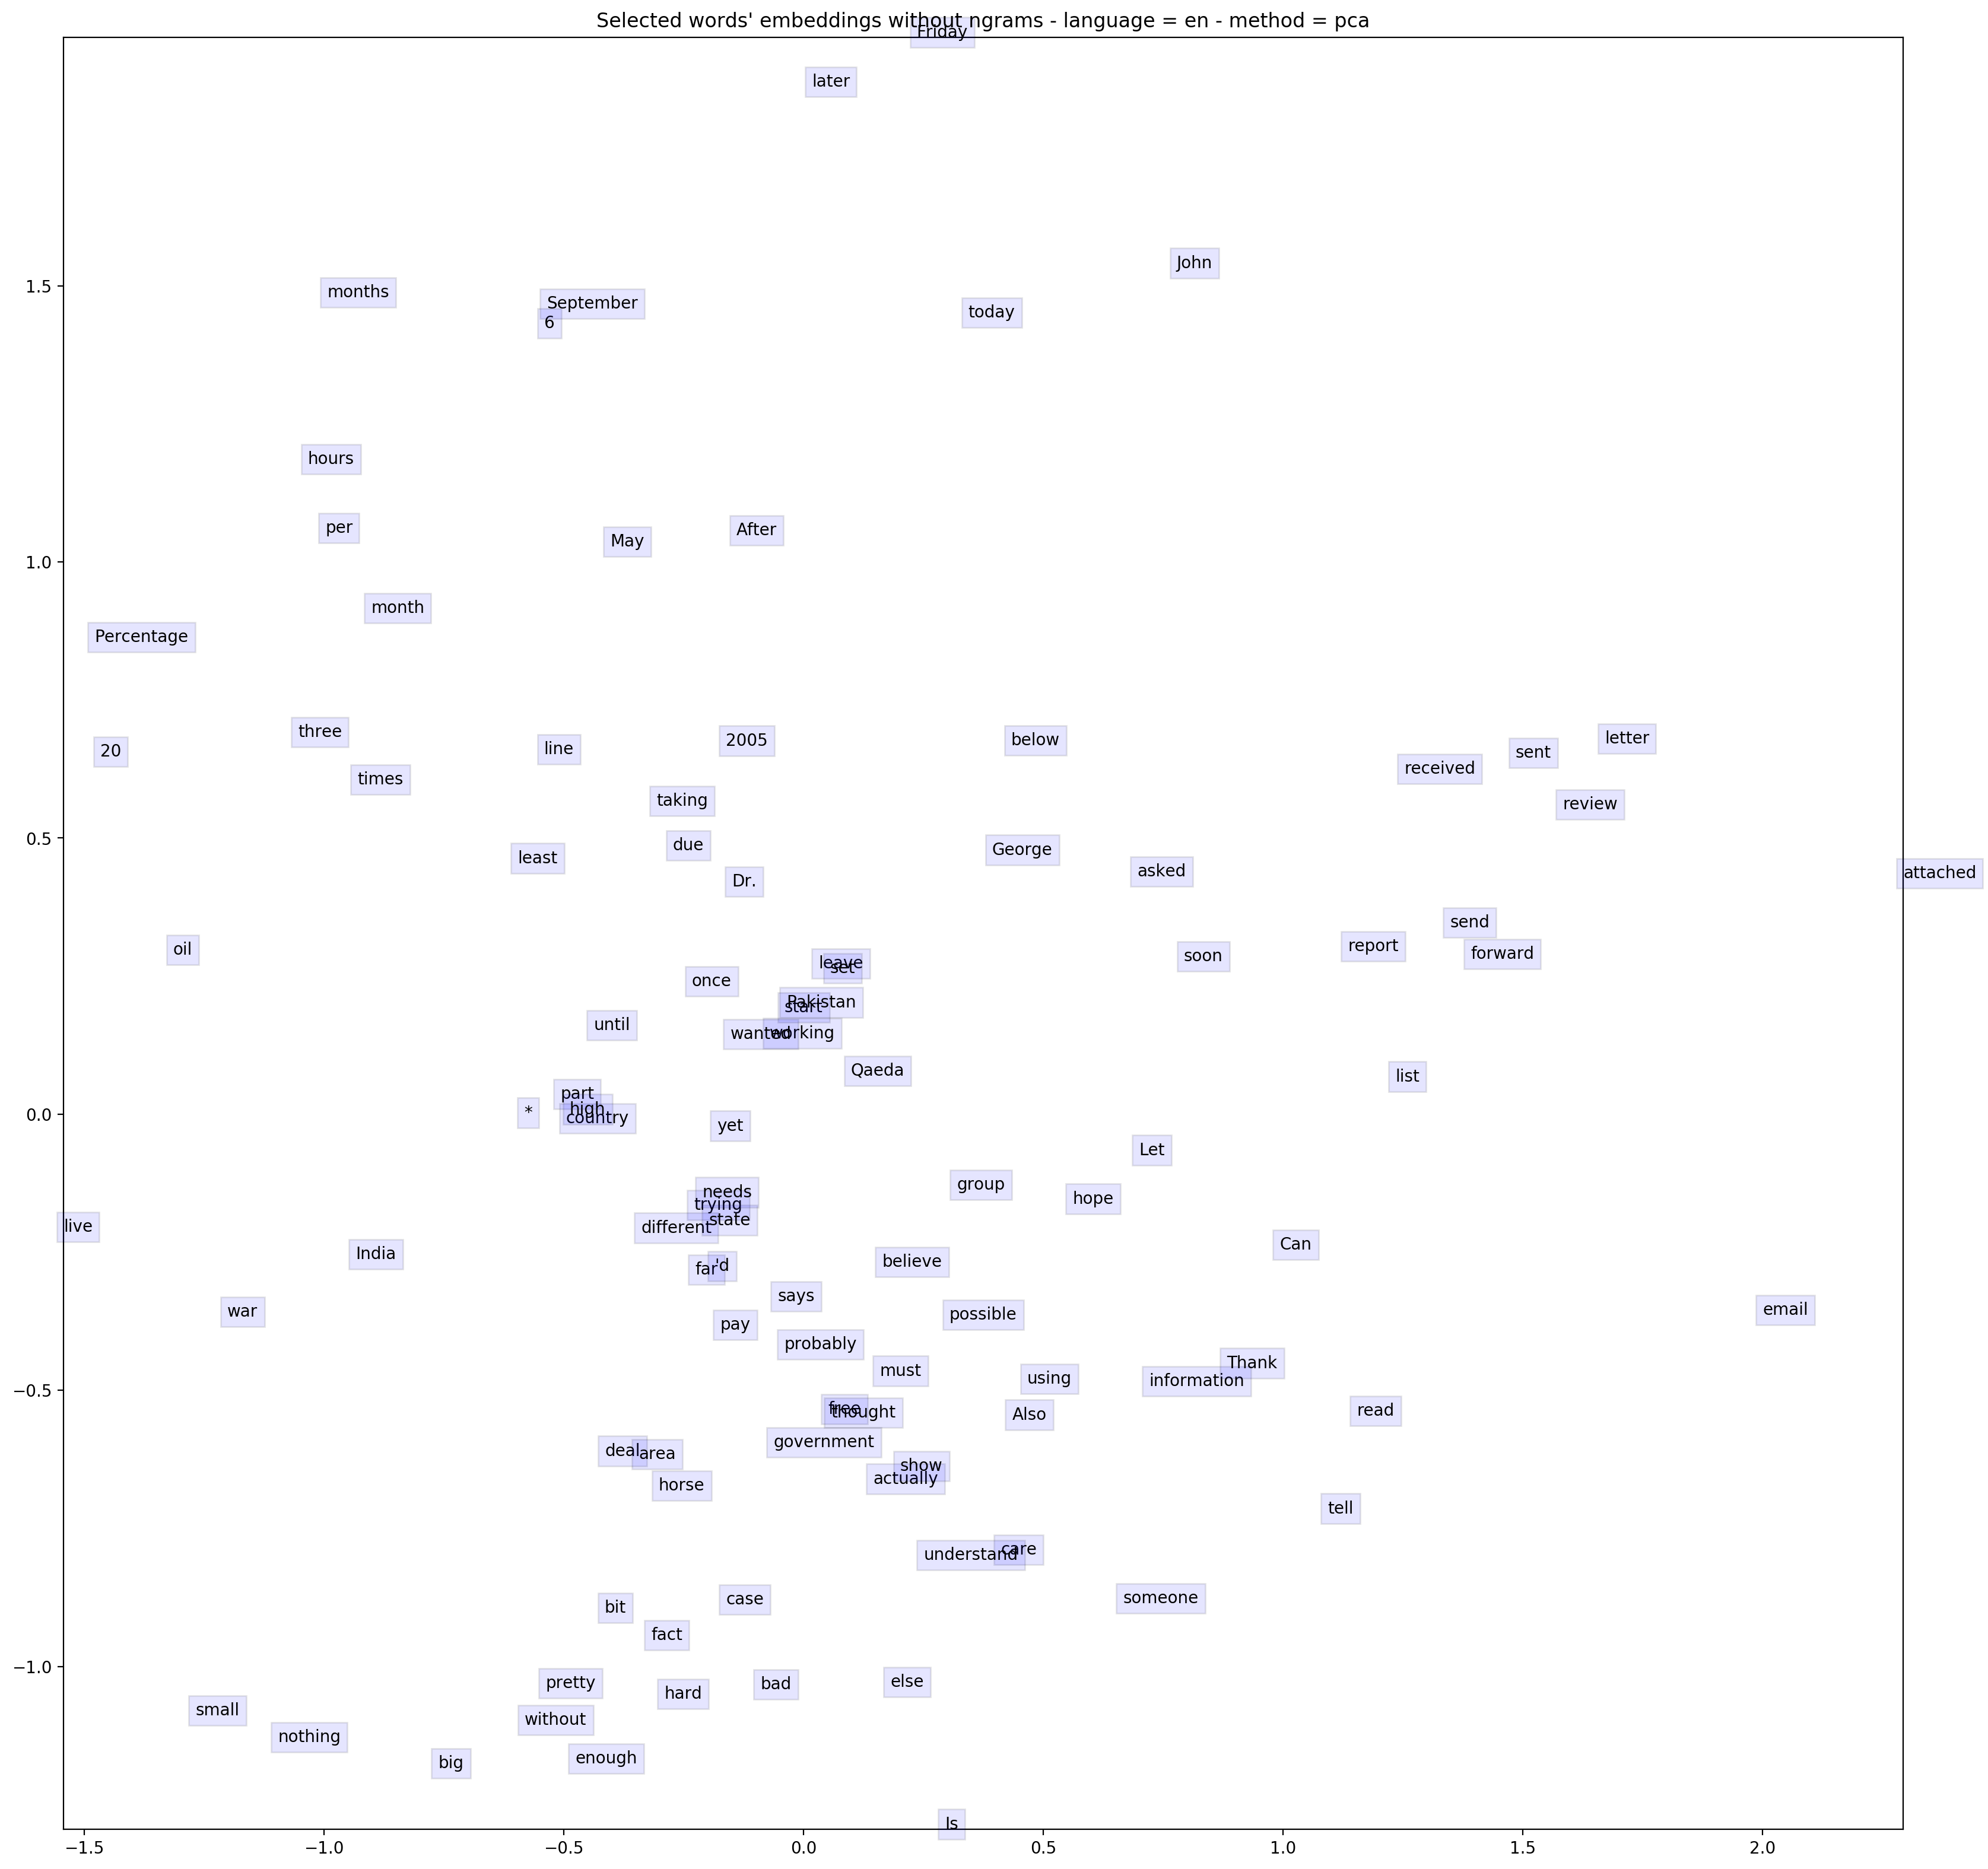 Selected words' embeddings without ngrams - language = en - method = pca
Friday
later
John
1.5
months
September
today
6
hours
per
After
May
1.0
month
Percentage
three
2005
below
letter
20
line
sent
times
received
taking
review
0.5
due
George
least
asked
Dr.
attached
send
oil
report
leave
soon
forward
set
once
Pakistan
start
until
wanted
working
Qaeda
list
part
high
*
country
0.0
yet
Let
needs
group
hope
trying
state
live
different
Can
India
believe
'd
far
says
war
possible
email
pay
probably
Thank
must
using
information
−0.5
free
thought
Also
read
government
deal
area
show
actually
horse
tell
care
understand
case
someone
bit
fact
−1.0
pretty
bad
else
hard
small
without
nothing
enough
big
Is
−1.5
−1.0
−0.5
0.0
0.5
1.0
1.5
2.0